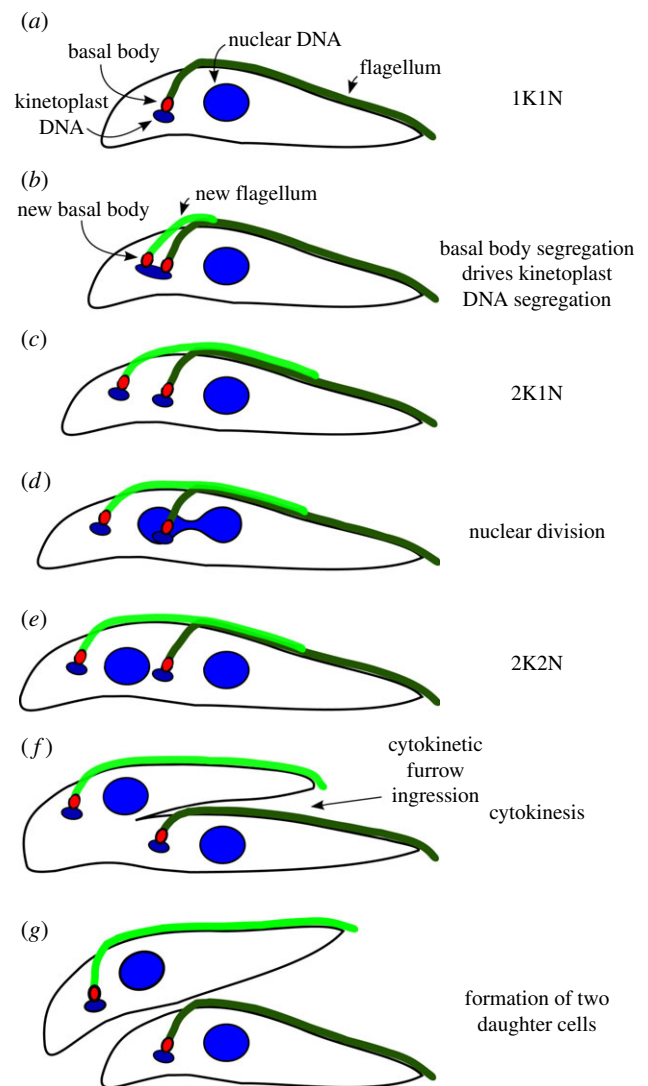 (a)
nuclear DNA
basal body
flagellum
kinetoplast
DNA
1K1N
(b)
new flagellum
new basal body
basal body segregation
drives kinetoplast
DNA segregation
(c)
2K1N
(d)
nuclear division
(e)
2K2N
(f)
cytokinetic
furrow
ingression
cytokinesis
(g)
formation of two
daughter cells